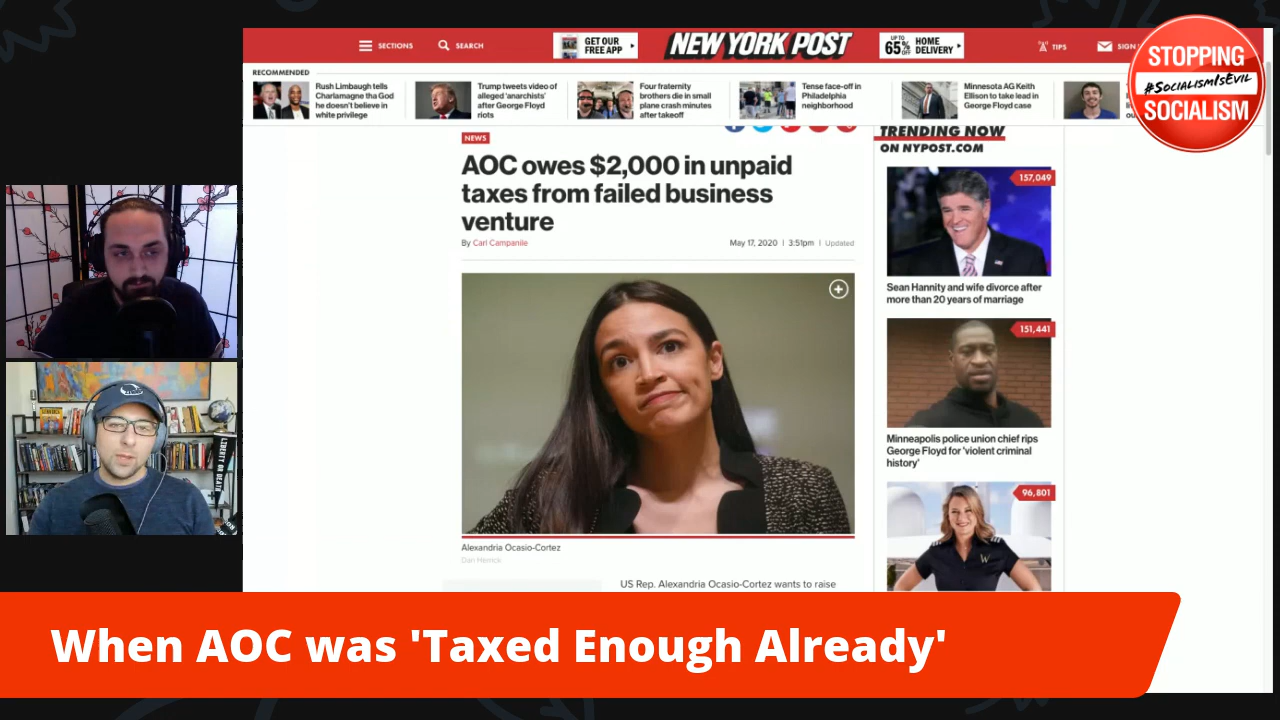 SECTIONS
SEARCH
GET OUR
FREE APP
NEW YORK POST
UP TO
65% OFF
HOME
DELIVERY
TIPS
SIGN
STOPPING
#SocialismIsEvil
SOCIALISM
RECOMMENDED
Rush Limbaugh tells
Charlamagne tha God
he doesn't believe in
white privilege
Trump tweets video of
alleged 'anarchists'
after George Floyd
riots
Four fraternity
brothers die in small
plane crash minutes
after takeoff
Tense face-off in
Philadelphia
neighborhood
Minnesota AG Keith
Ellison to take lead in
George Floyd case
NEWS
AOC owes $2,000 in unpaid
taxes from failed business
venture
By Carl Campanile
May 17, 2020 | 3:51pm | Updated
Alexandria Ocasio-Cortez
Dan Herrick
US Rep. Alexandria Ocasio-Cortez wants to raise
TRENDING NOW
ON NYPOST.COM
157,049
Sean Hannity and wife divorce after
more than 20 years of marriage
151,441
Minneapolis police union chief rips
George Floyd for 'violent criminal
history'
96,801
W
LIBERTY OR DEATH
When AOC was 'Taxed Enough Already'